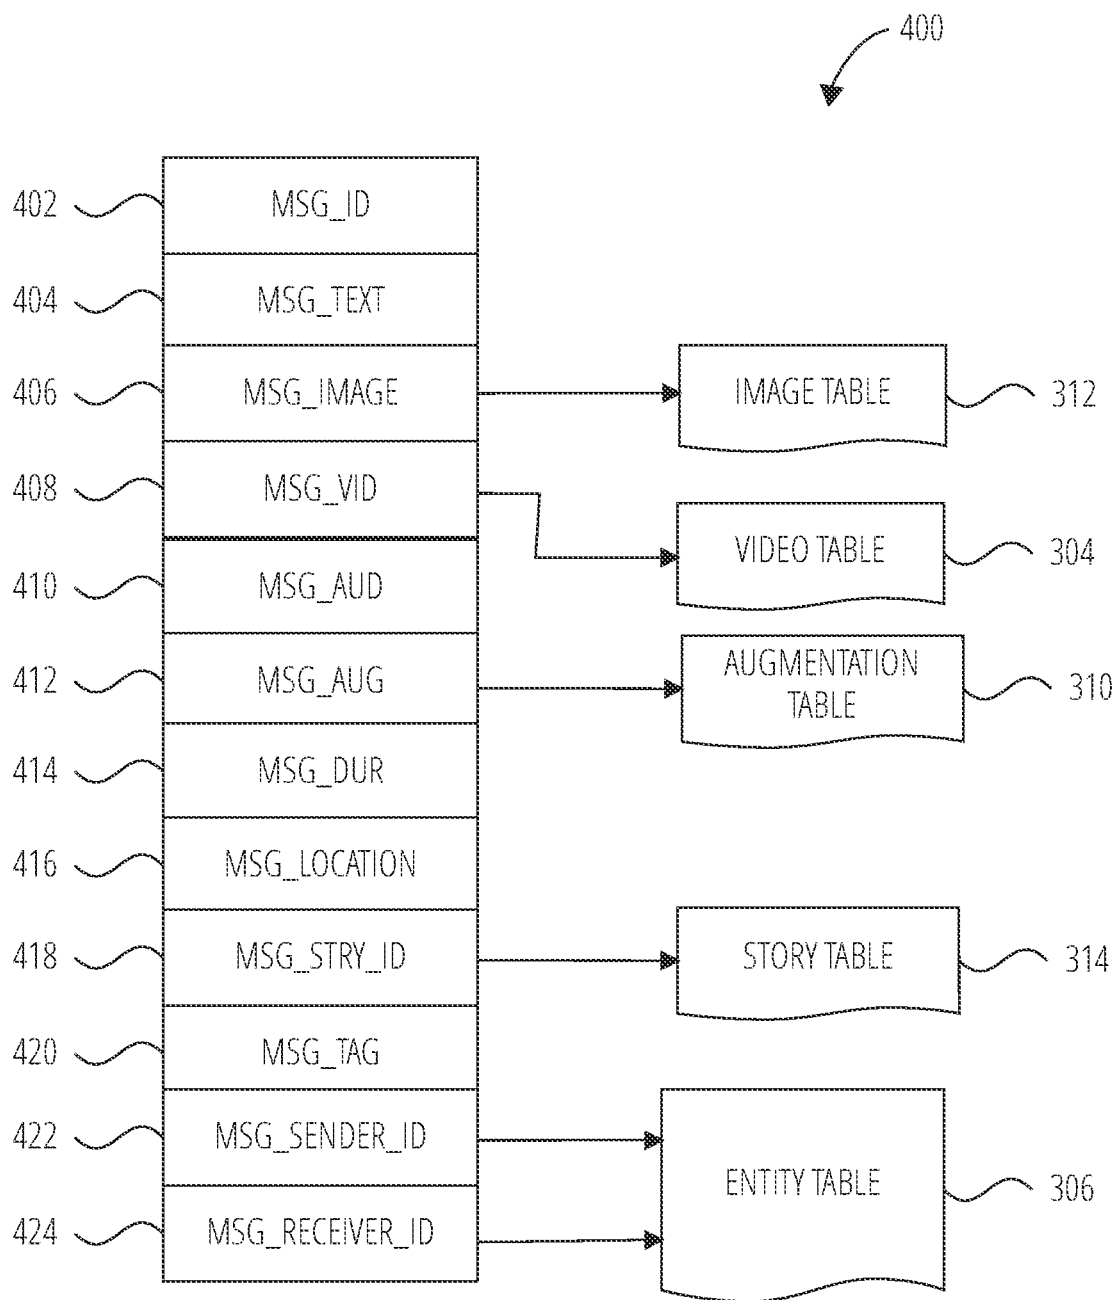 400
402 MSG_ID
404 MSG_TEXT
406 MSG_IMAGE IMAGE TABLE 312
408 MSG_VID
VIDEO TABLE 304
410 MSG_AUD
412 MSG_AUG AUGMENTATION
TABLE 310
414 MSG_DUR
416 MSG_LOCATION
418 MSG_STRY_ID STORY TABLE 314
420 MSG_TAG
422 MSG_SENDER_ID
ENTITY TABLE 306
424 MSG_RECEIVER_ID